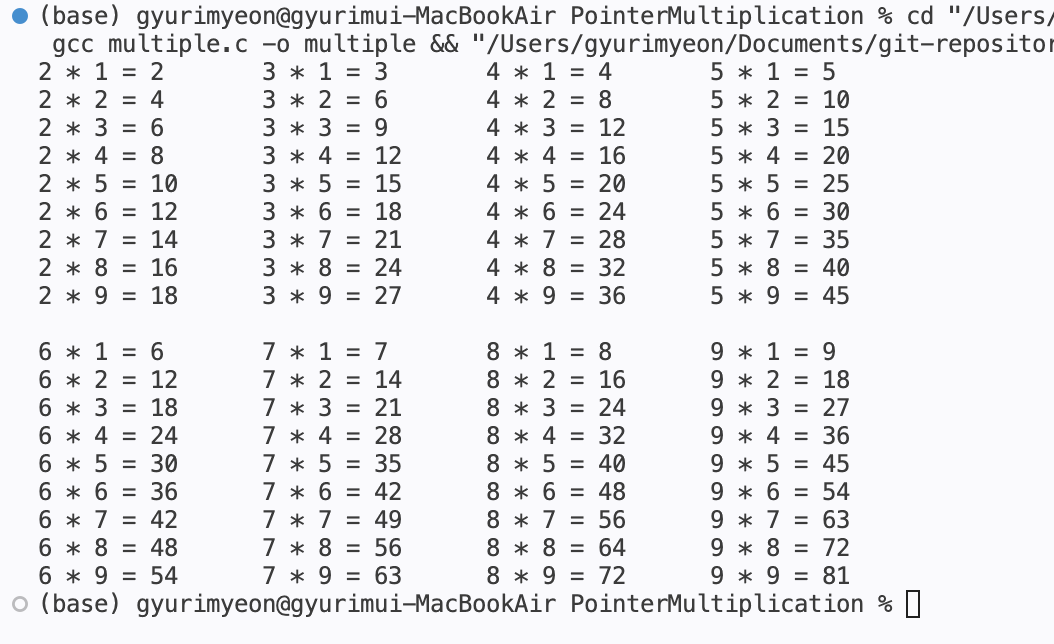 (base) gyurimyeon@gyurimui-MacBookAir PointerMultiplication % cd "/Users/
gcc multiple.c -o multiple && "/Users/gyurimyeon/Documents/git-repositor
2 * 1 = 2      3 * 1 = 3      4 * 1 = 4      5 * 1 = 5
2 * 2 = 4      3 * 2 = 6      4 * 2 = 8      5 * 2 = 10
2 * 3 = 6      3 * 3 = 9      4 * 3 = 12     5 * 3 = 15
2 * 4 = 8      3 * 4 = 12     4 * 4 = 16     5 * 4 = 20
2 * 5 = 10     3 * 5 = 15     4 * 5 = 20     5 * 5 = 25
2 * 6 = 12     3 * 6 = 18     4 * 6 = 24     5 * 6 = 30
2 * 7 = 14     3 * 7 = 21     4 * 7 = 28     5 * 7 = 35
2 * 8 = 16     3 * 8 = 24     4 * 8 = 32     5 * 8 = 40
2 * 9 = 18     3 * 9 = 27     4 * 9 = 36     5 * 9 = 45

6 * 1 = 6      7 * 1 = 7      8 * 1 = 8      9 * 1 = 9
6 * 2 = 12     7 * 2 = 14     8 * 2 = 16     9 * 2 = 18
6 * 3 = 18     7 * 3 = 21     8 * 3 = 24     9 * 3 = 27
6 * 4 = 24     7 * 4 = 28     8 * 4 = 32     9 * 4 = 36
6 * 5 = 30     7 * 5 = 35     8 * 5 = 40     9 * 5 = 45
6 * 6 = 36     7 * 6 = 42     8 * 6 = 48     9 * 6 = 54
6 * 7 = 42     7 * 7 = 49     8 * 7 = 56     9 * 7 = 63
6 * 8 = 48     7 * 8 = 56     8 * 8 = 64     9 * 8 = 72
6 * 9 = 54     7 * 9 = 63     8 * 9 = 72     9 * 9 = 81
(base) gyurimyeon@gyurimui-MacBookAir PointerMultiplication %